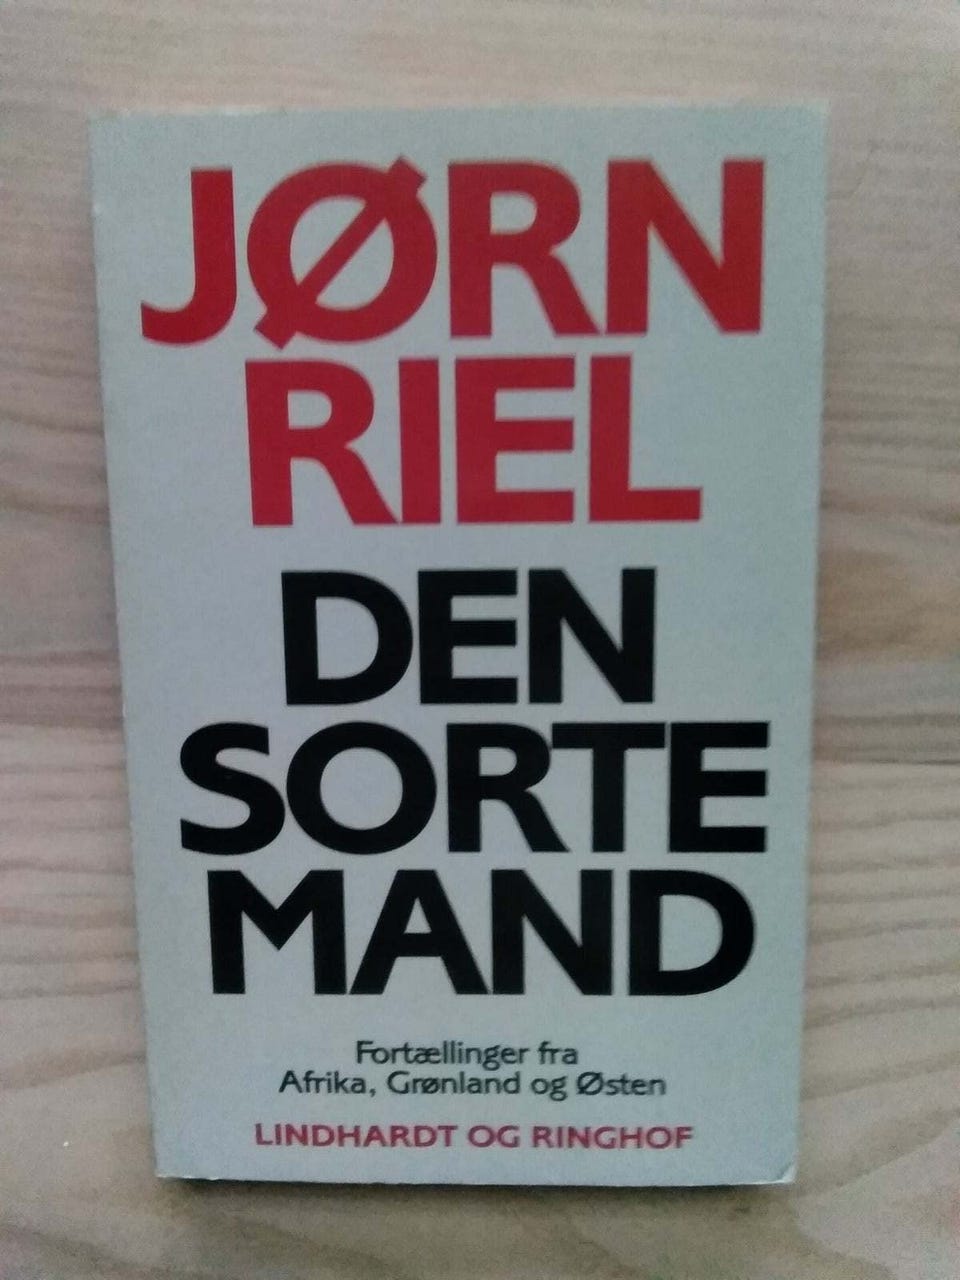 JØRN
RIEL
DEN
SORTE
MAND
Fortællinger fra
Afrika, Grønland og Østen
LINDHARDT OG RINGHOF